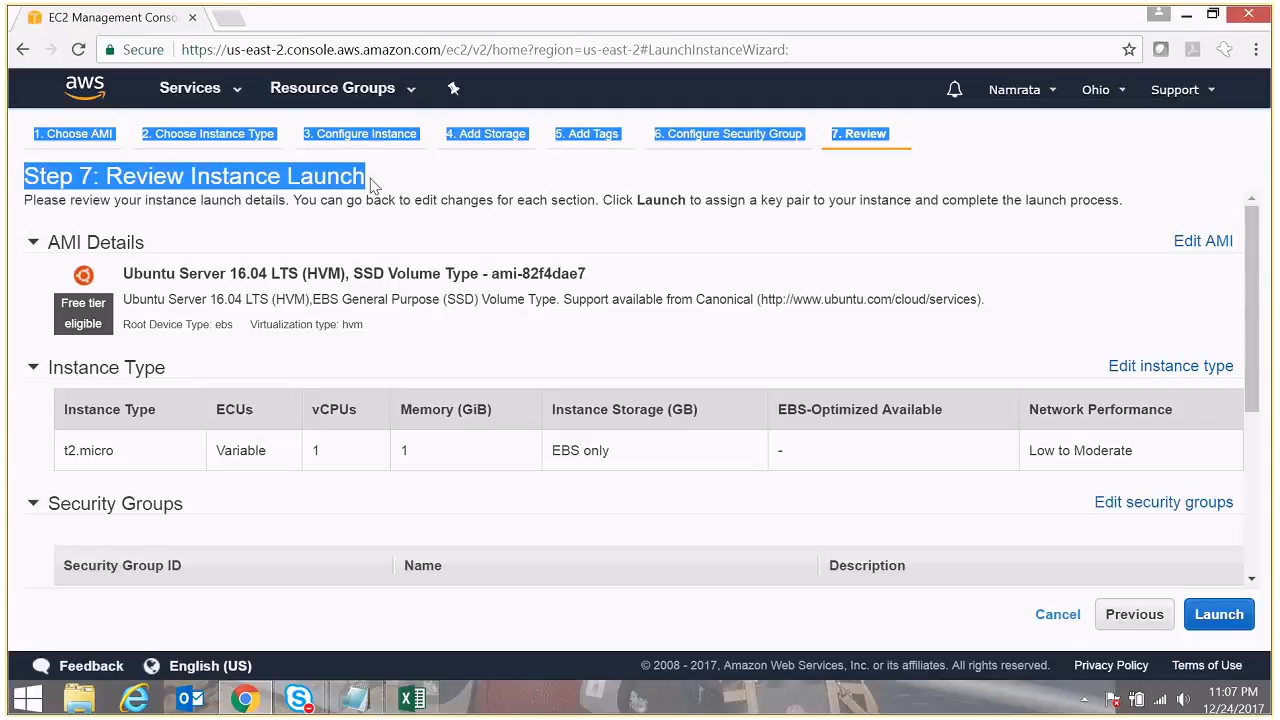 EC2 Management Conso
Secure https://us-east-2.console.aws.amazon.com/ec2/v2/home?region=us-east-2#LaunchInstanceWizard:
aws Services Resource Groups Namrata Ohio Support
1. Choose AMI 2. Choose Instance Type 3. Configure Instance 4. Add Storage 5. Add Tags 6. Configure Security Group 7. Review
Step 7: Review Instance Launch
Please review your instance launch details. You can go back to edit changes for each section. Click Launch to assign a key pair to your instance and complete the launch process.
AMI Details Edit AMI
Ubuntu Server 16.04 LTS (HVM), SSD Volume Type - ami-82f4dae7
Free tier eligible
Ubuntu Server 16.04 LTS (HVM),EBS General Purpose (SSD) Volume Type. Support available from Canonical (http://www.ubuntu.com/cloud/services).
Root Device Type: ebs Virtualization type: hvm
Instance Type Edit instance type
Instance Type ECUs vCPUs Memory (GiB) Instance Storage (GB) EBS-Optimized Available Network Performance
t2.micro Variable 1 1 EBS only - Low to Moderate
Security Groups Edit security groups
Security Group ID Name Description
Cancel Previous Launch
Feedback English (US) © 2008 - 2017, Amazon Web Services, Inc. or its affiliates. All rights reserved. Privacy Policy Terms of Use
11:07 PM
12/24/2017